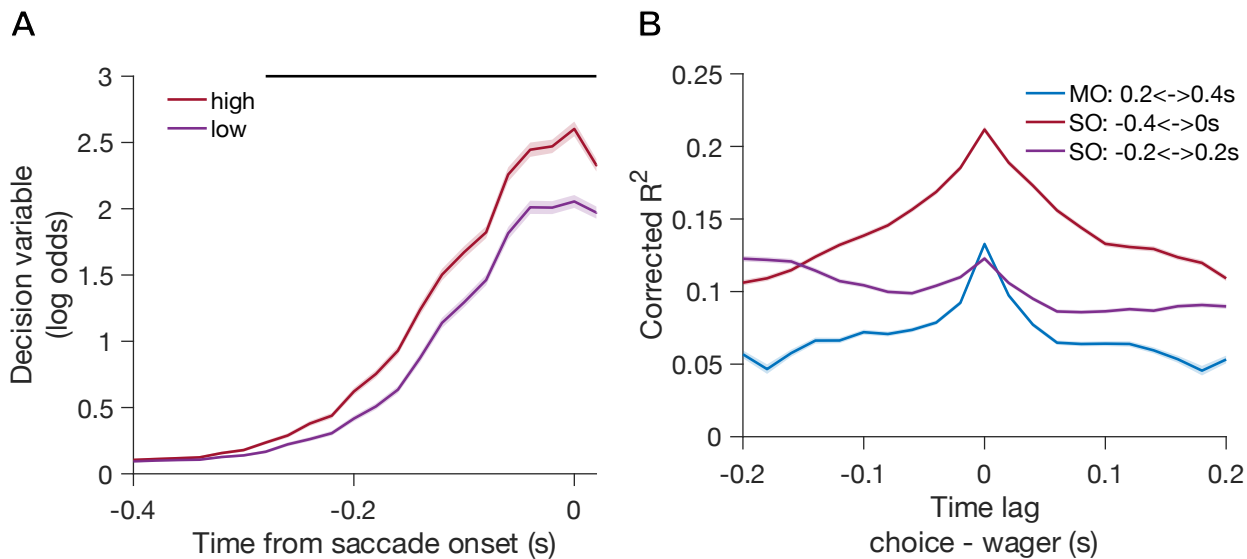 A
3
2.5
2
1.5
1
0.5
0
-0.4
-0.2
0
Decision variable
(log odds)
Time from saccade onset (s)
high
low
B
0.25
0.2
0.15
0.1
0.05
0
-0.2
-0.1
0
0.1
0.2
Corrected R²
Time lag
choice - wager (s)
MO: 0.2<->0.4s
SO: -0.4<->0s
SO: -0.2<->0.2s